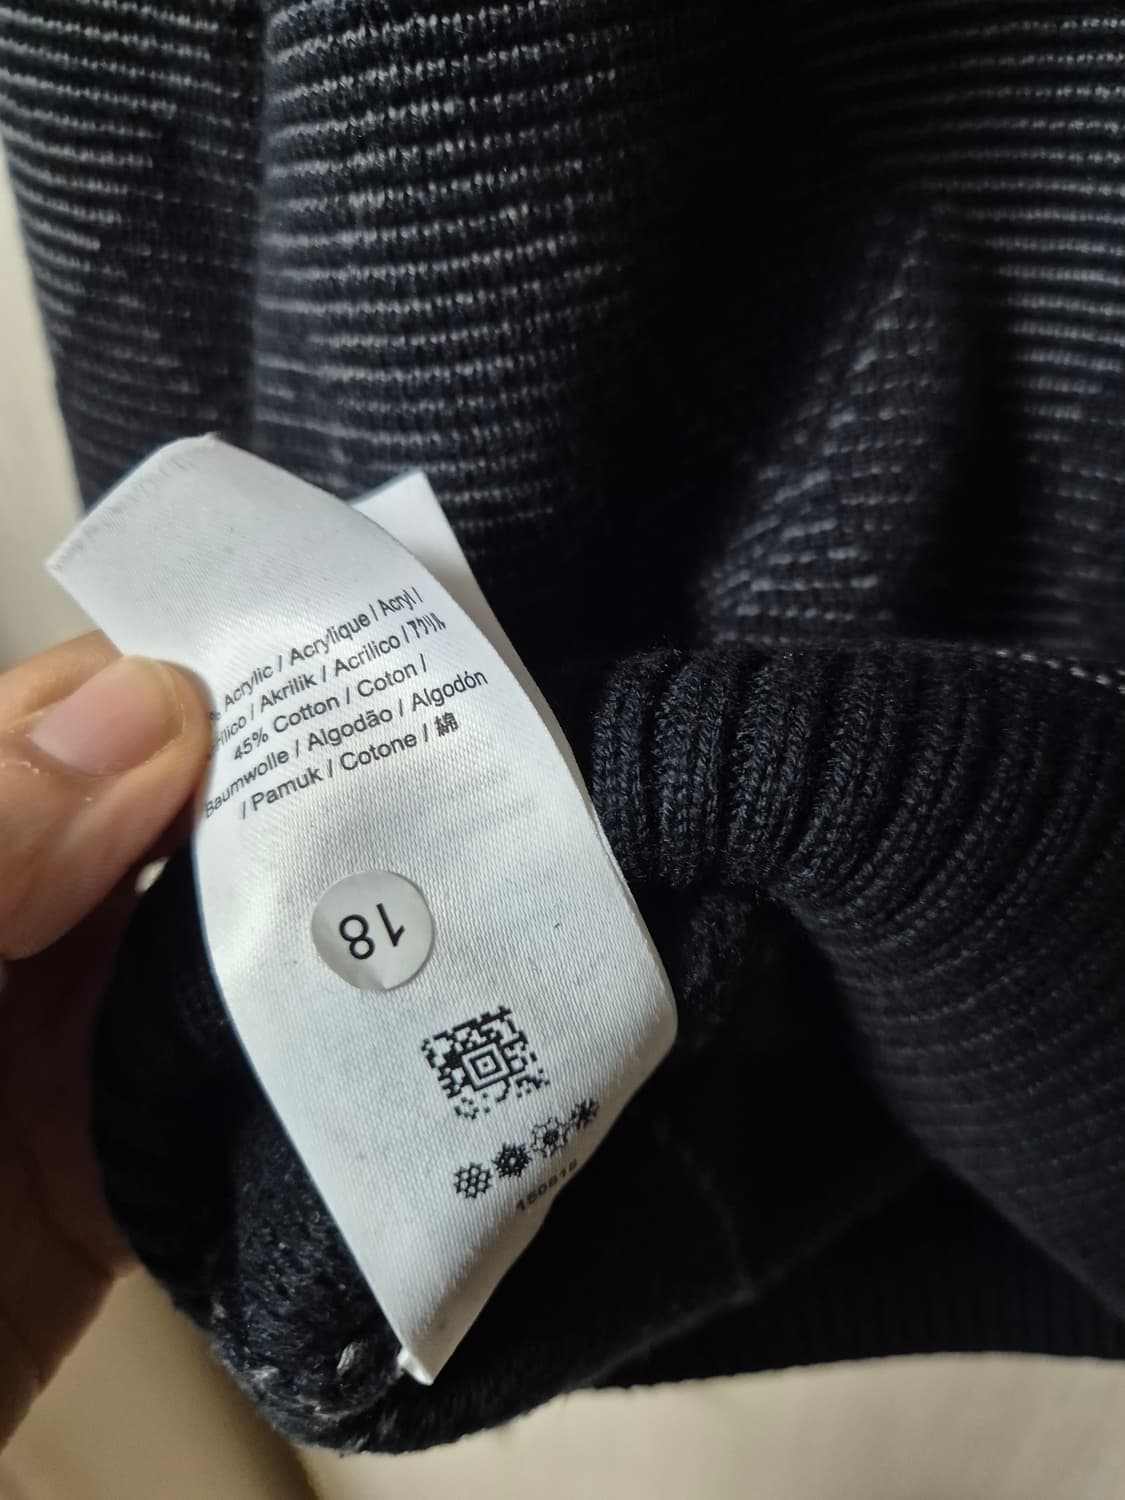 % Acrylic / Acrylique / Acryl /
/ Akrilik / Acrílico / アクリル
45% Cotton / Coton /
Baumwolle / Algodão / Algodón
/ Pamuk / Cotone / 綿
18